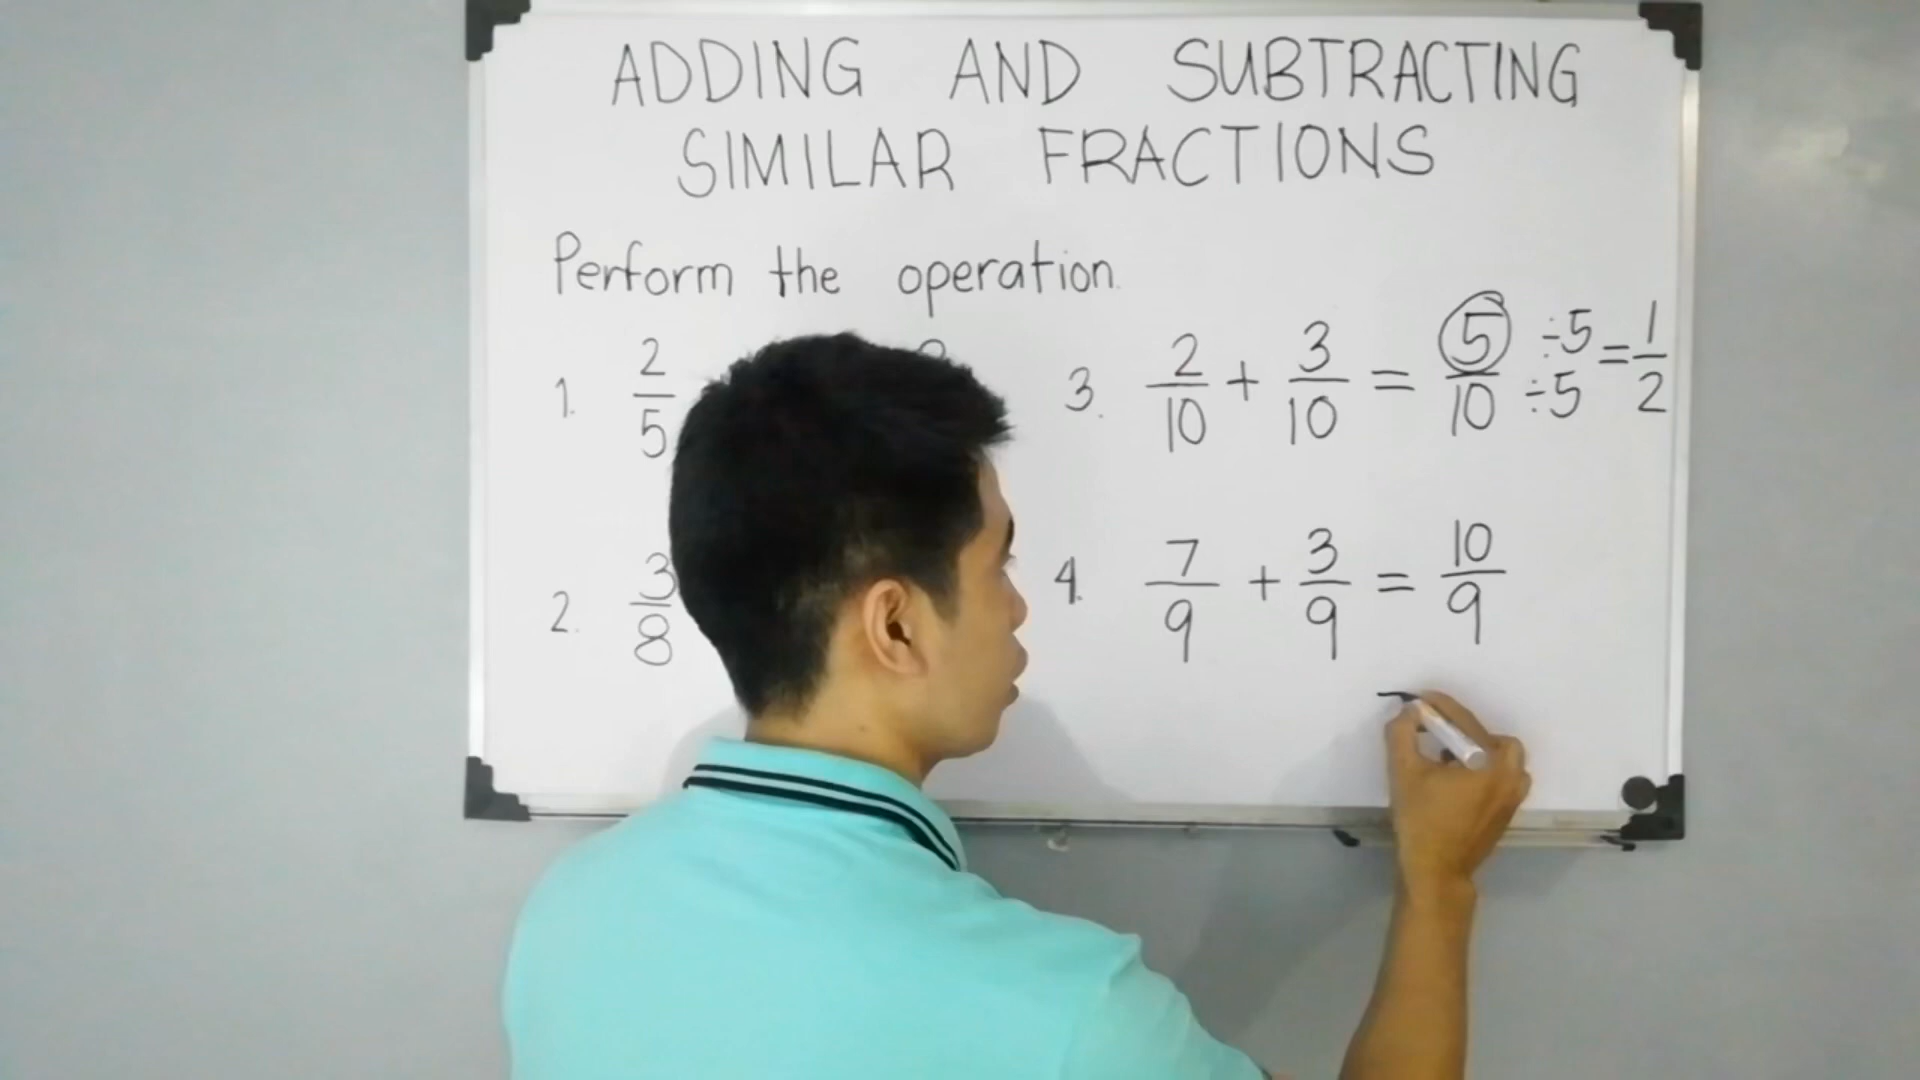 ADDING AND SUBTRACTING
SIMILAR FRACTIONS
Perform the operation.
1. 2/5
2. 3/8
3. 2/10 + 3/10 = 5/10 ÷5/÷5 = 1/2
4. 7/9 + 3/9 = 10/9